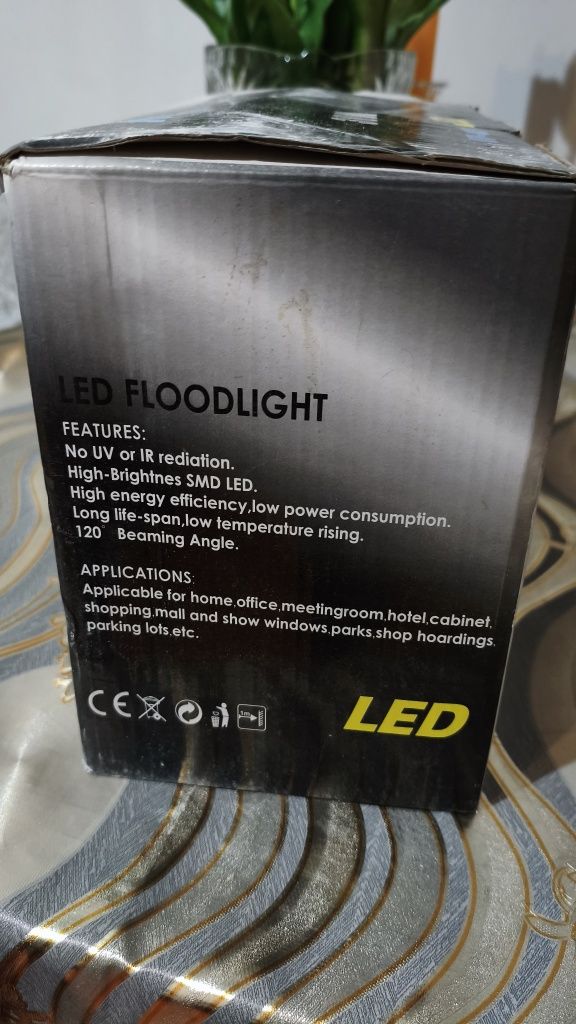 LED FLOODLIGHT
FEATURES:
No UV or IR rediation.
High-Brightnes SMD LED.
High energy efficiency,low power consumption.
Long life-span,low temperature rising.
120° Beaming Angle.
APPLICATIONS:
Applicable for home,office,meetingroom,hotel,cabinet,
shopping,mall and show windows,parks,shop hoardings,
parking lots,etc.
CE
1m
LED